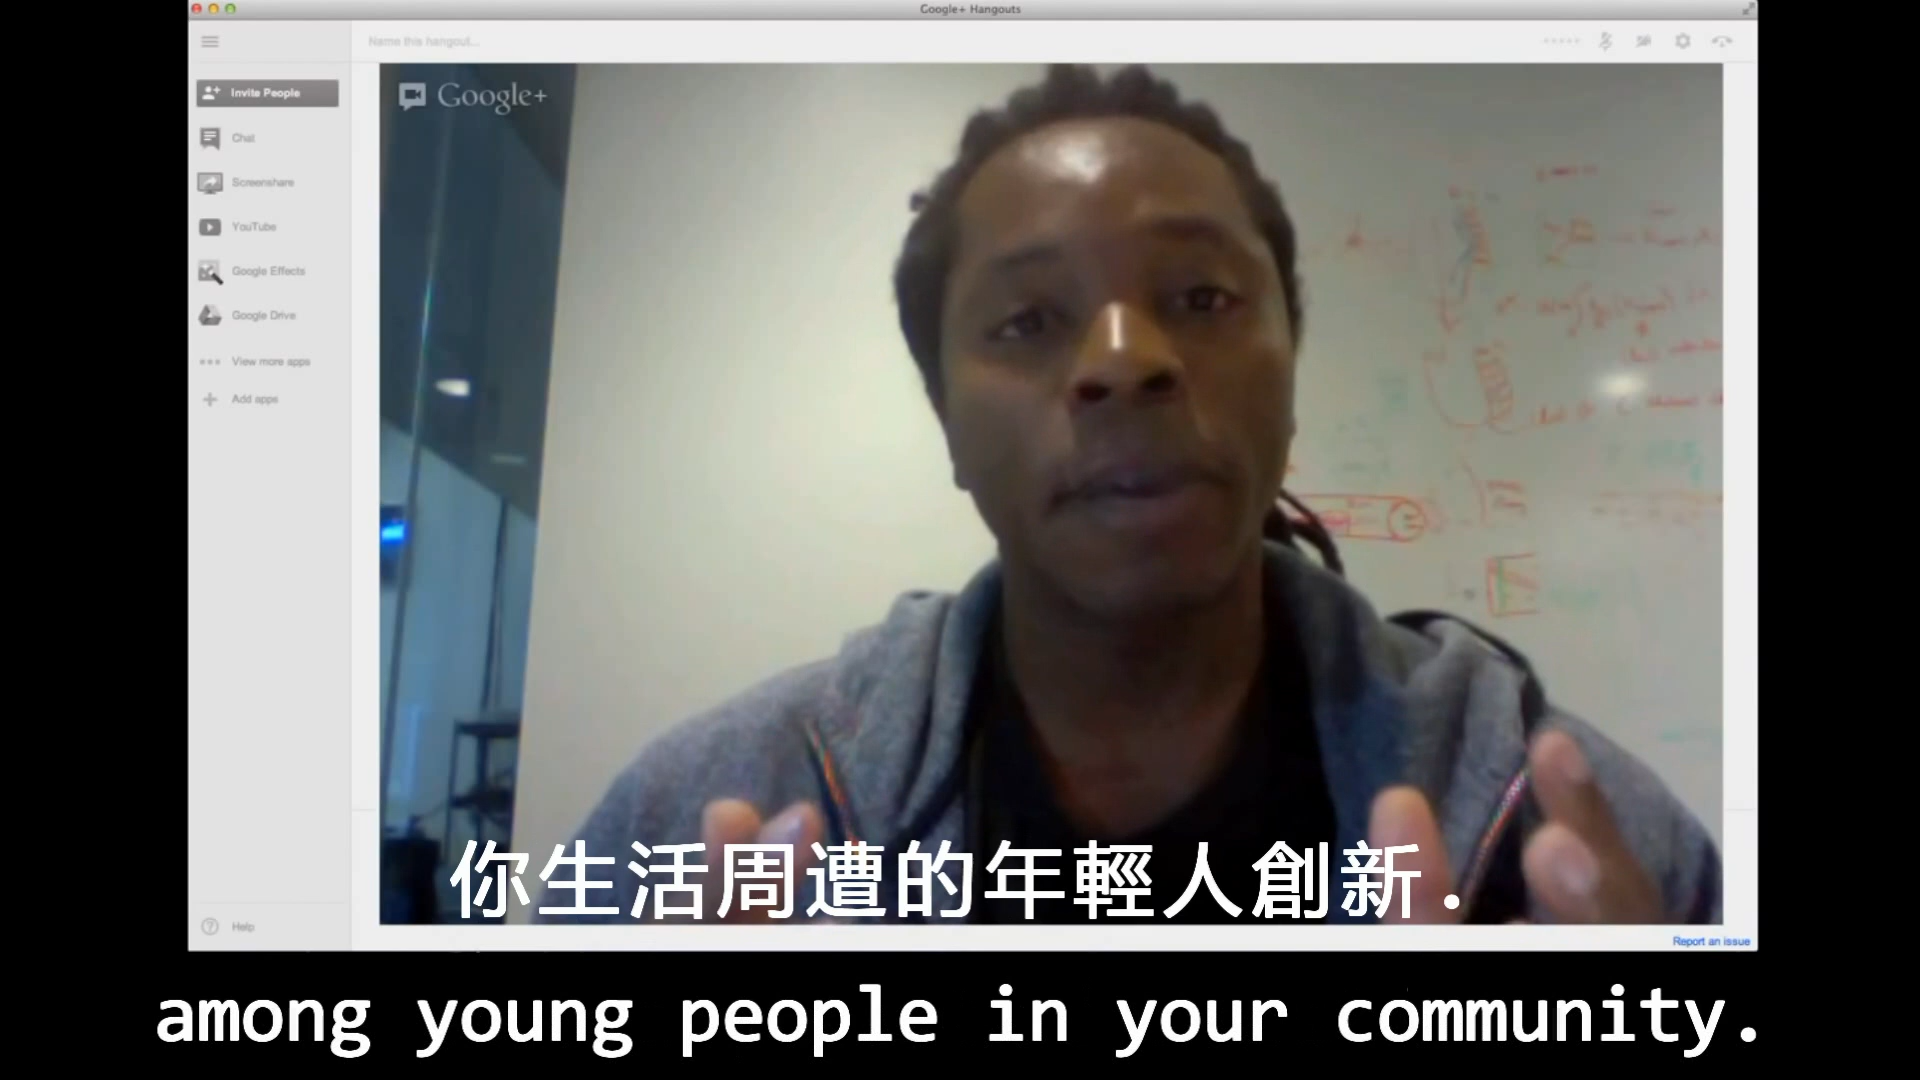 Google+ Hangouts
Name this hangout...
Invite People
Google+
Chat
Screenshare
YouTube
Google Effects
Google Drive
View more apps
Add apps
你生活周遭的年輕人創新.
Help
Report an issue
among young people in your community.